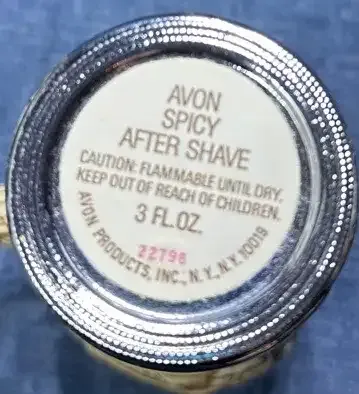 AVON
SPICY
AFTER SHAVE
CAUTION: FLAMMABLE UNTIL DRY.
KEEP OUT OF REACH OF CHILDREN.
3 FL.OZ.
22798
AVON PRODUCTS, INC., N.Y., N.Y. 10019